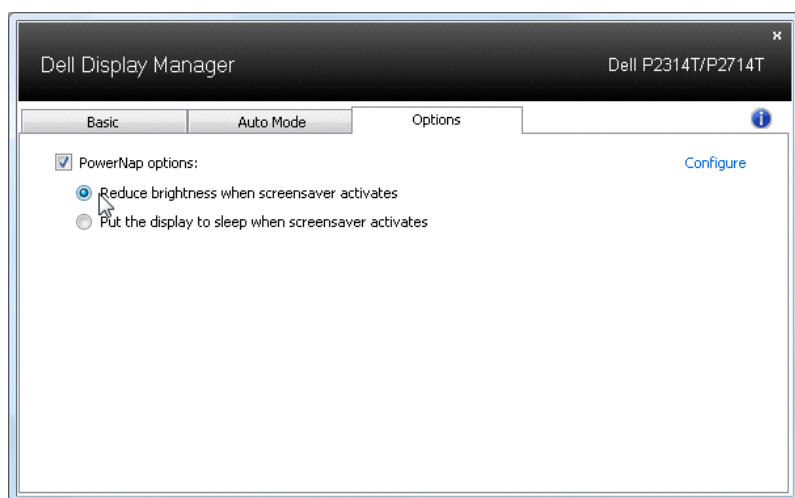 Dell Display Manager
Dell P2314T/P2714T
Basic
Auto Mode
Options
PowerNap options:
Configure
Reduce brightness when screensaver activates
Put the display to sleep when screensaver activates